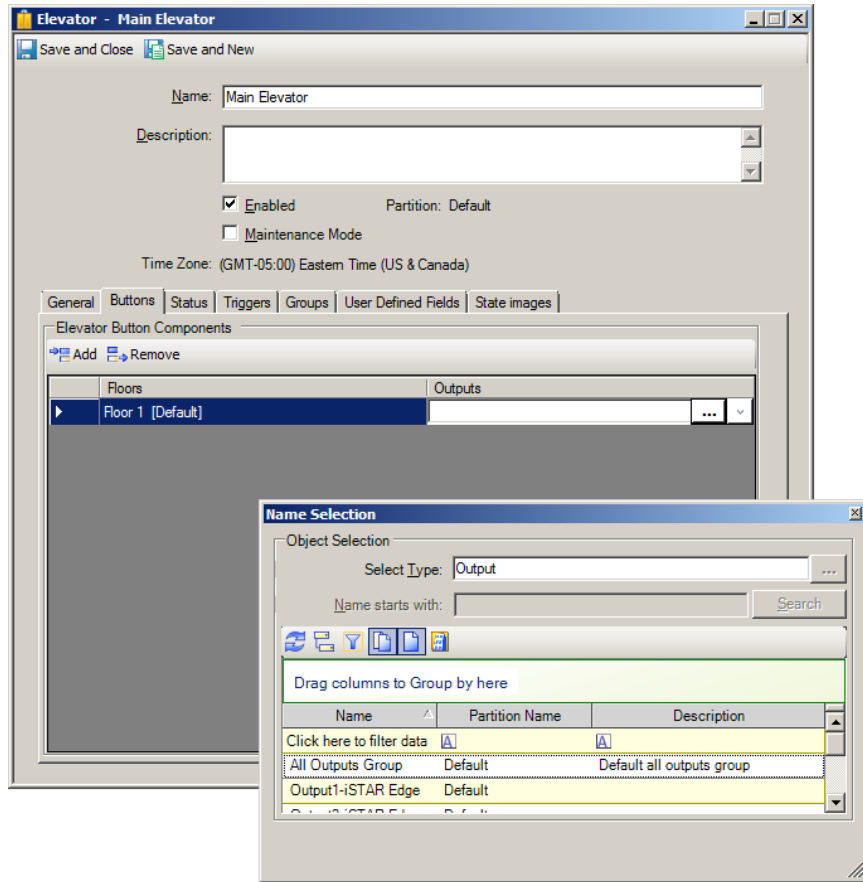 Elevator - Main Elevator
Save and Close Save and New
Name: Main Elevator
Description:
Enabled Partition: Default
Maintenance Mode
Time Zone: (GMT-05:00) Eastern Time (US & Canada)
General Buttons Status Triggers Groups User Defined Fields State images
Elevator Button Components
Add Remove
Floors Outputs
Floor 1 [Default] ...
Name Selection
Object Selection
Select Type: Output ...
Name starts with: Search
Drag columns to Group by here
Name Partition Name Description
Click here to filter data A A
All Outputs Group Default Default all outputs group
Output1-iSTAR Edge Default